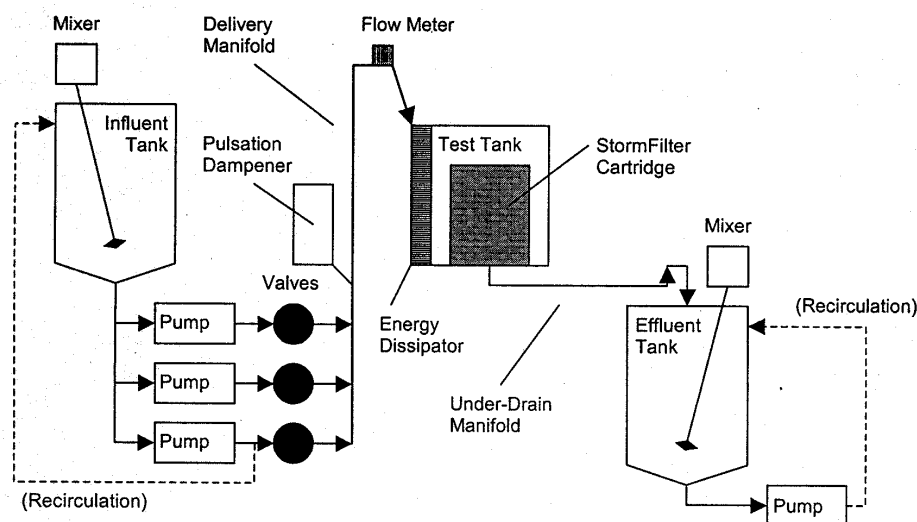 Mixer
Delivery
Manifold
Flow Meter
Influent
Tank
Pulsation
Dampener
Test Tank
StormFilter
Cartridge
Mixer
Valves
Pump
Energy
Dissipator
Effluent
Tank
(Recirculation)
Pump
Under-Drain
Manifold
Pump
(Recirculation)
Pump